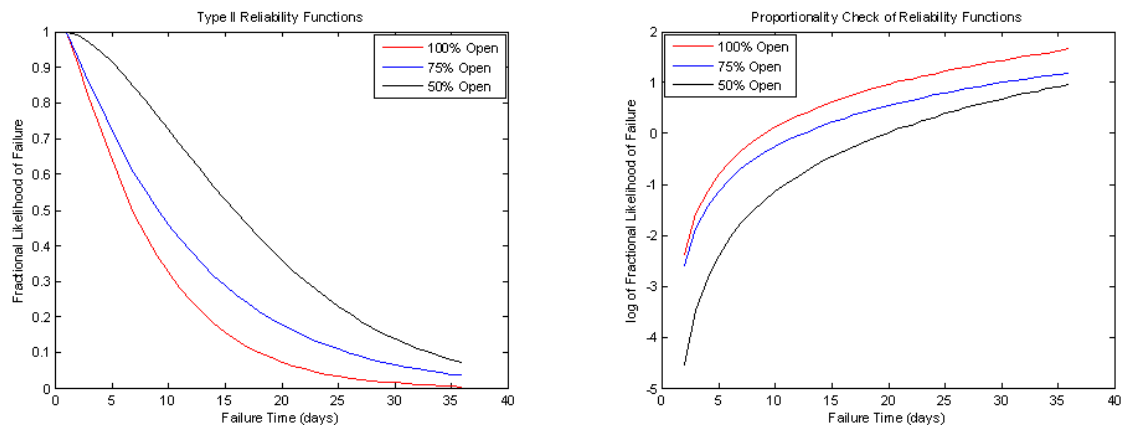 Type II Reliability Functions
1
0.9
0.8
0.7
0.6
0.5
0.4
0.3
0.2
0.1
0
Fractional Likelihood of Failure
100% Open
75% Open
50% Open
0 5 10 15 20 25 30 35 40
Failure Time (days)
Proportionality Check of Reliability Functions
2
1
0
-1
-2
-3
-4
-5
log of Fractional Likelihood of Failure
100% Open
75% Open
50% Open
0 5 10 15 20 25 30 35 40
Failure Time (days)